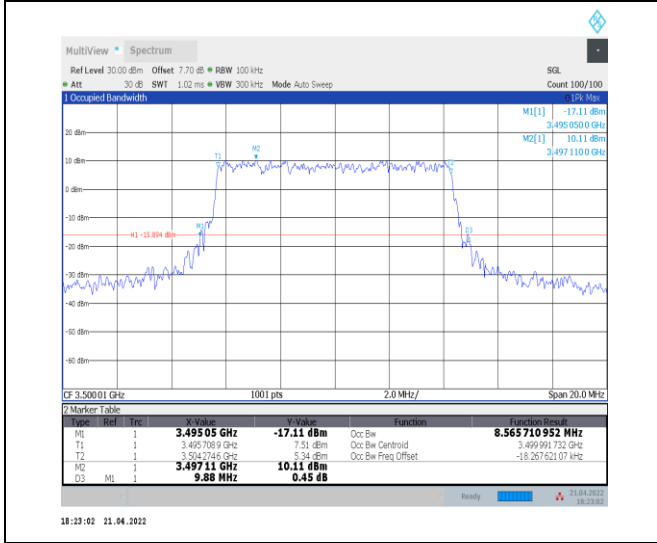 MultiView Spectrum
Ref Level 30.00 dBm Offset 7.70 dB RBW 100 kHz SGL
Att 30 dB SWT 1.02 ms VBW 300 kHz Mode Auto Sweep Count 100/100
1 Occupied Bandwidth 1Pk Max
M1[1] -17.11 dBm
3.495 050 0 GHz
M2[1] 10.11 dBm
3.497 110 0 GHz
20 dBm
M2
T1
T2
10 dBm
0 dBm
-10 dBm
M1
D3
H1 -15.894 dBm
-20 dBm
-30 dBm
-40 dBm
-50 dBm
-60 dBm
CF 3.500 01 GHz 1001 pts 2.0 MHz/ Span 20.0 MHz
2 Marker Table
Type Ref Trc X-Value Y-Value Function Function Result
M1 1 3.495 05 GHz -17.11 dBm Occ Bw 8.565 710 952 MHz
T1 1 3.495 708 9 GHz 7.51 dBm Occ Bw Centroid 3.499 991 732 GHz
T2 1 3.504 274 6 GHz 5.34 dBm Occ Bw Freq Offset -18.267 621 07 kHz
M2 1 3.497 11 GHz 10.11 dBm
D3 M1 1 9.88 MHz 0.45 dB
Ready 21.04.2022
18:23:02
18:23:02 21.04.2022